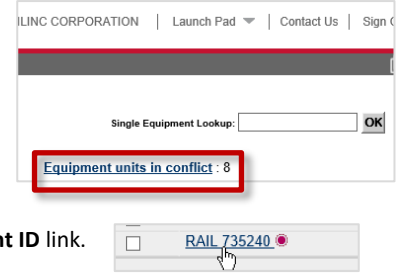 ILINC CORPORATION | Launch Pad | Contact Us | Sign
Single Equipment Lookup: OK
Equipment units in conflict : 8
nt ID link.
RAIL 735240